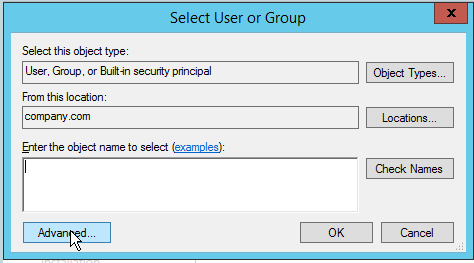 Select User or Group
x
Select this object type:
User, Group, or Built-in security principal
Object Types...
From this location:
company.com
Locations...
Enter the object name to select (examples):
Check Names
Advanced...
OK
Cancel